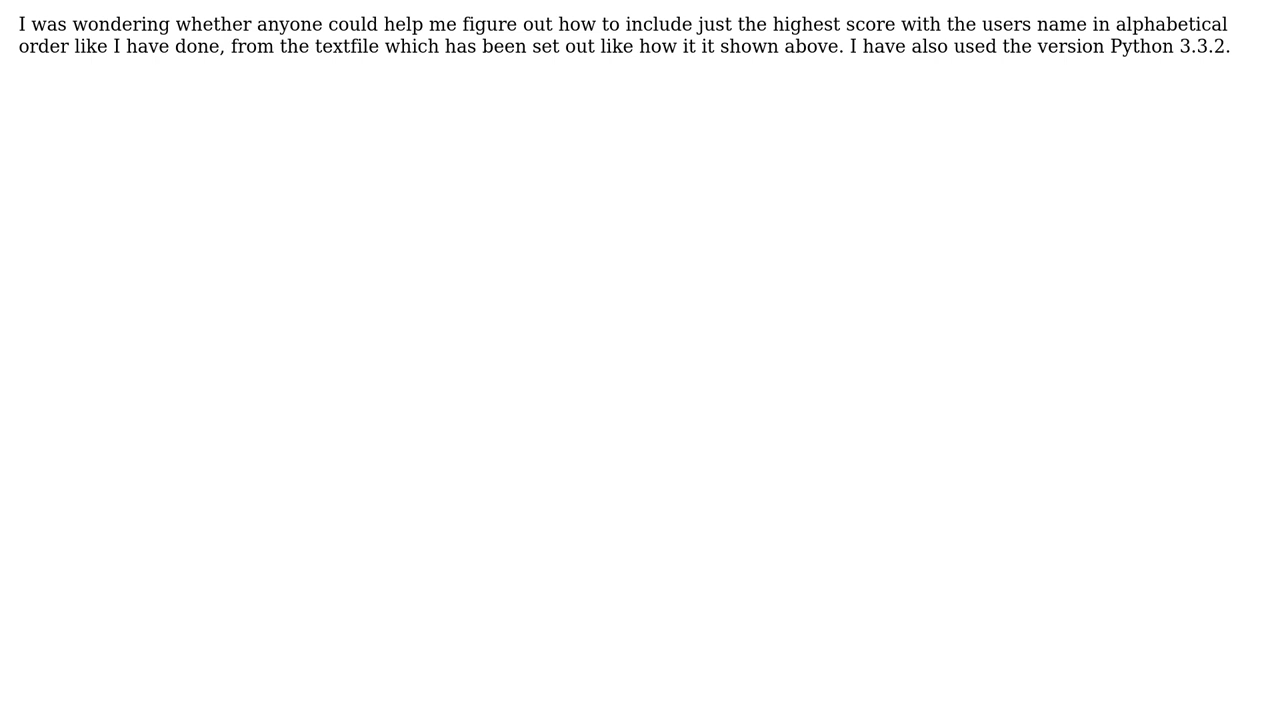 I was wondering whether anyone could help me figure out how to include just the highest score with the users name in alphabetical
order like I have done, from the textfile which has been set out like how it it shown above. I have also used the version Python 3.3.2.